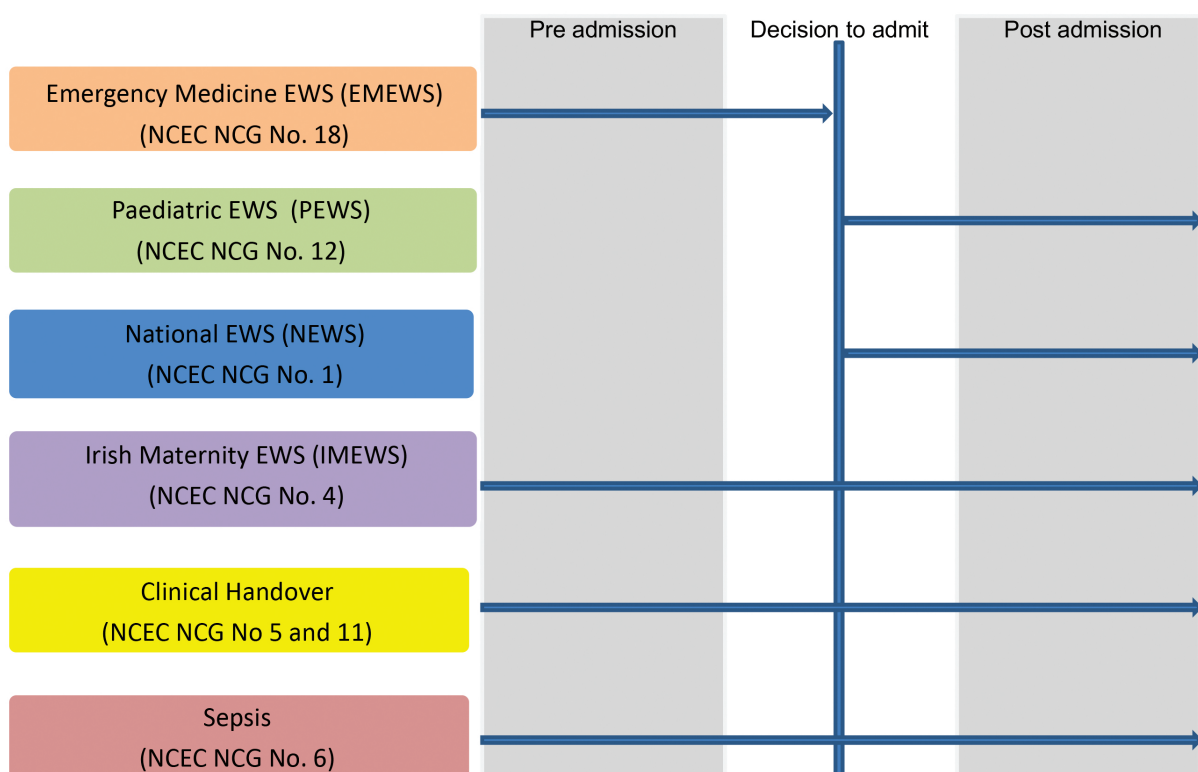 Pre admission
Decision to admit
Post admission
Emergency Medicine EWS (EMEWS)
(NCEC NCG No. 18)
Paediatric EWS (PEWS)
(NCEC NCG No. 12)
National EWS (NEWS)
(NCEC NCG No. 1)
Irish Maternity EWS (IMEWS)
(NCEC NCG No. 4)
Clinical Handover
(NCEC NCG No 5 and 11)
Sepsis
(NCEC NCG No. 6)